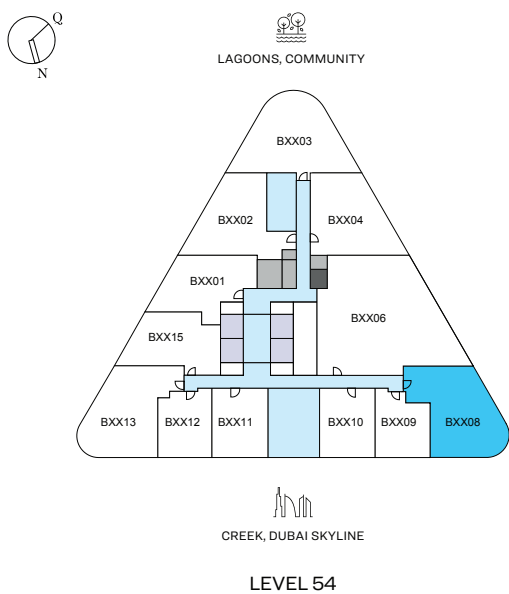 Q
N
LAGOONS, COMMUNITY
BXX03
BXX02
BXX04
BXX01
BXX06
BXX15
BXX13
BXX12
BXX11
BXX10
BXX09
BXX08
CREEK, DUBAI SKYLINE
LEVEL 54